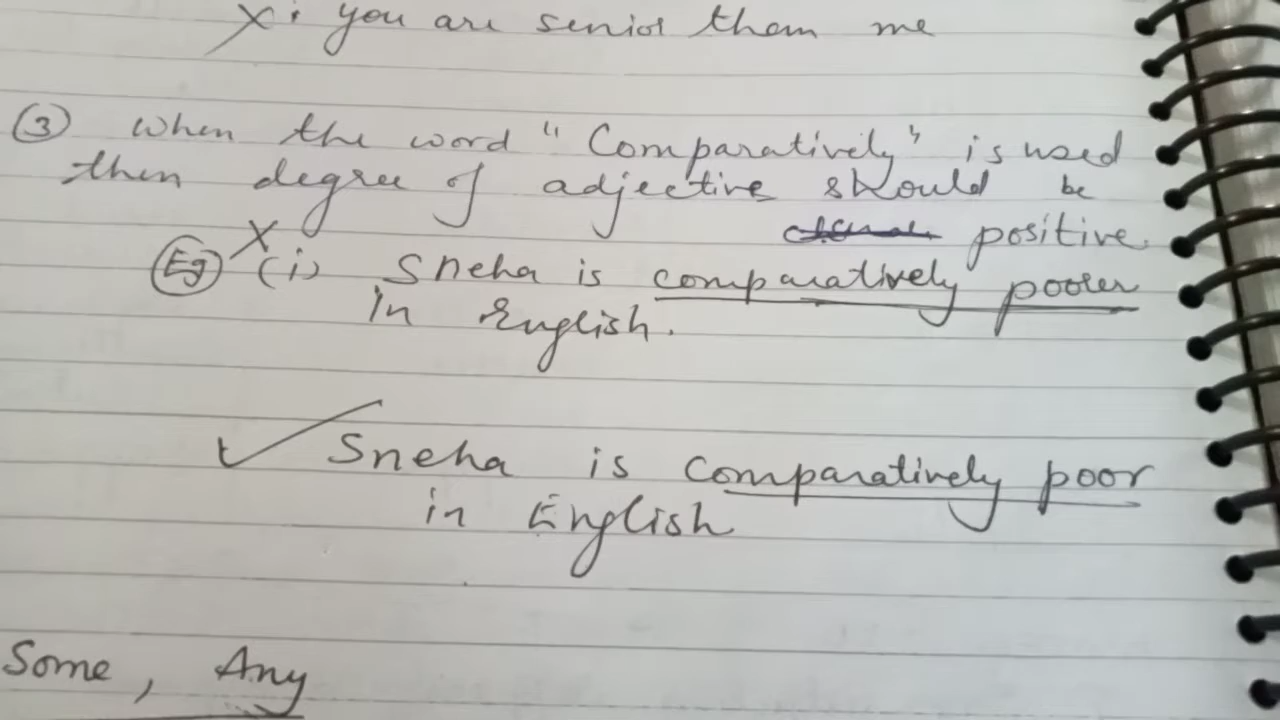 X: you are senior them me
③ When the word "Comparatively" is used
then degree of adjective should be
positive.
Eg X (i) Sneha is comparatively poorer
in English.
✓ Sneha is comparatively poor
in English
Some, Any